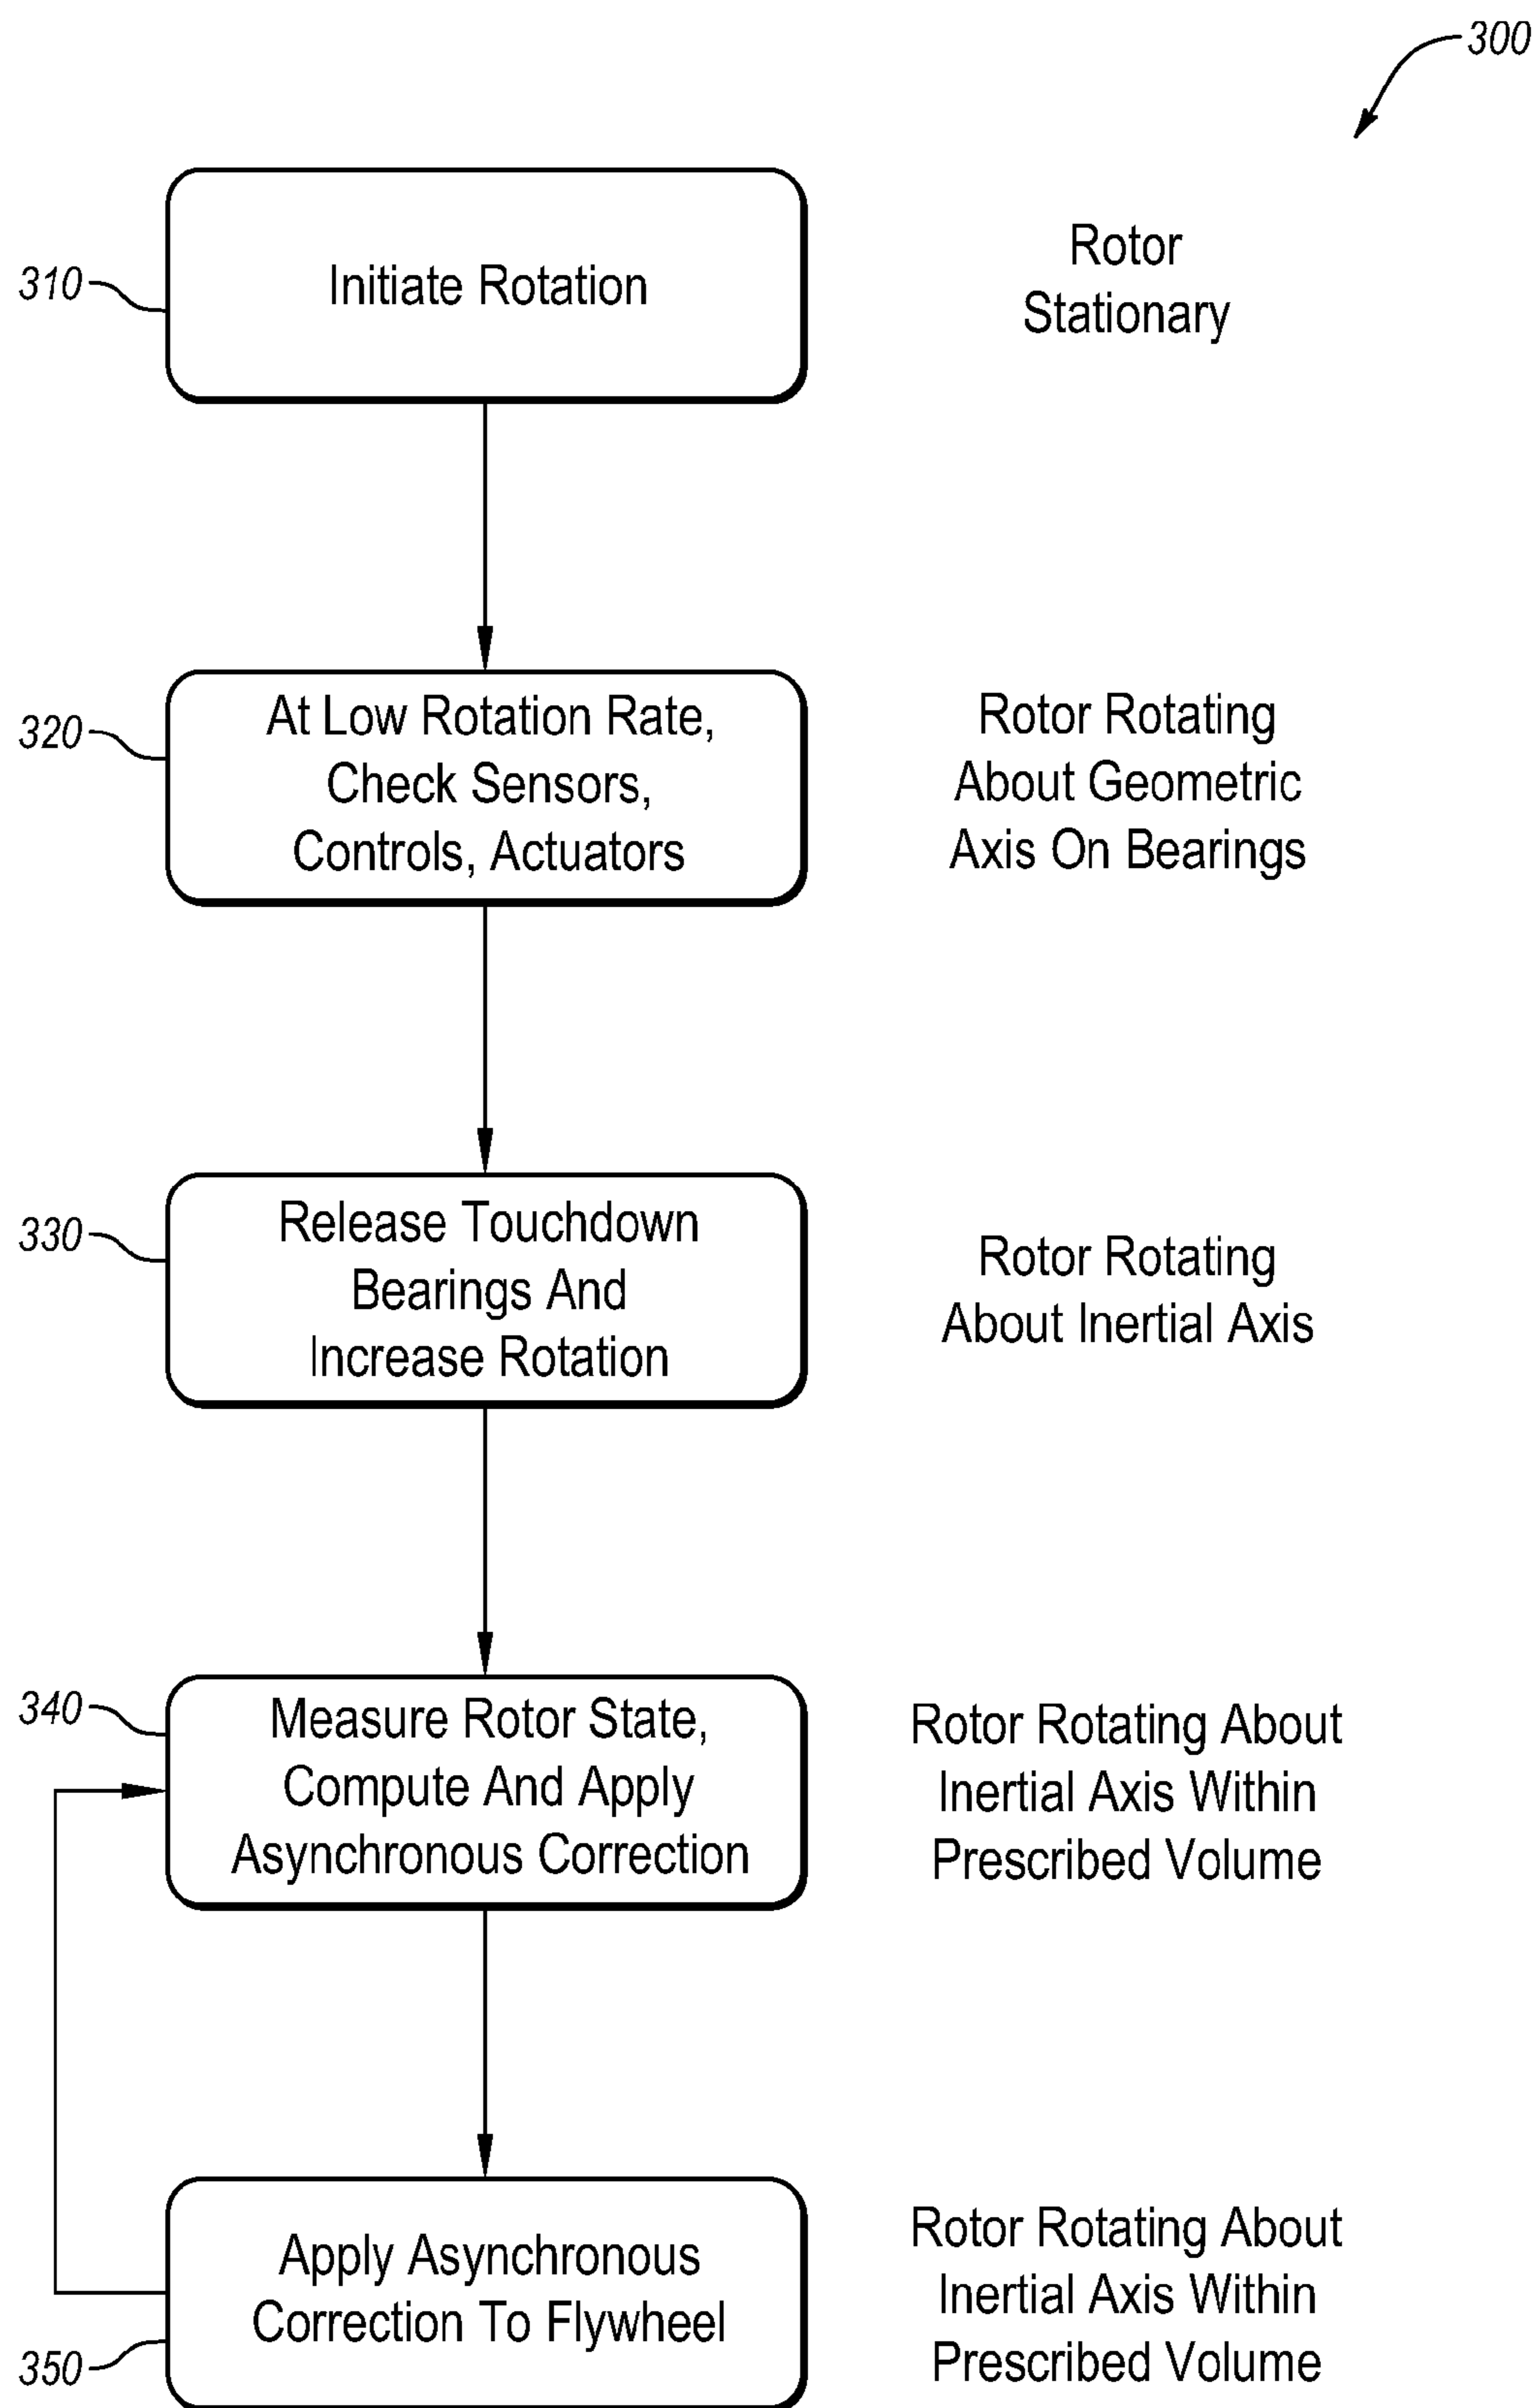 300
310
Initiate Rotation
Rotor
Stationary
320
At Low Rotation Rate,
Check Sensors,
Controls, Actuators
Rotor Rotating
About Geometric
Axis On Bearings
330
Release Touchdown
Bearings And
Increase Rotation
Rotor Rotating
About Inertial Axis
340
Measure Rotor State,
Compute And Apply
Asynchronous Correction
Rotor Rotating About
Inertial Axis Within
Prescribed Volume
350
Apply Asynchronous
Correction To Flywheel
Rotor Rotating About
Inertial Axis Within
Prescribed Volume